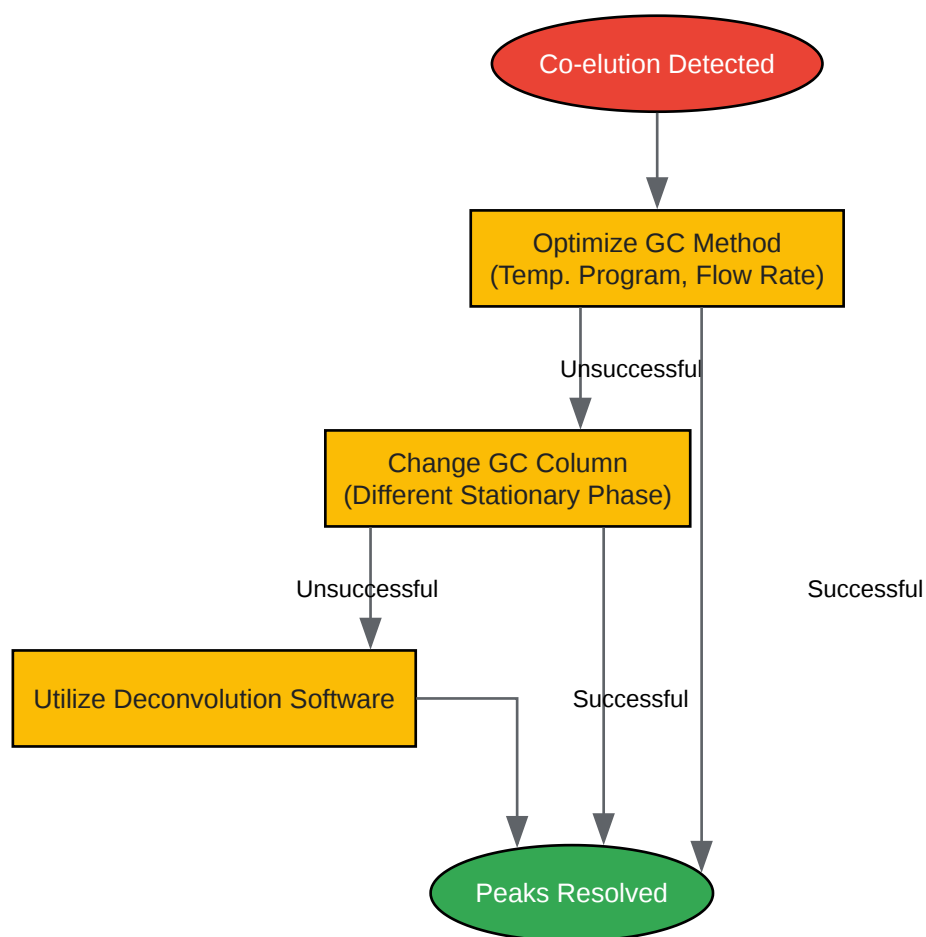 Co-elution Detected
Optimize GC Method
(Temp. Program, Flow Rate)
Unsuccessful
Change GC Column
(Different Stationary Phase)
Unsuccessful
Successful
Utilize Deconvolution Software
Successful
Peaks Resolved